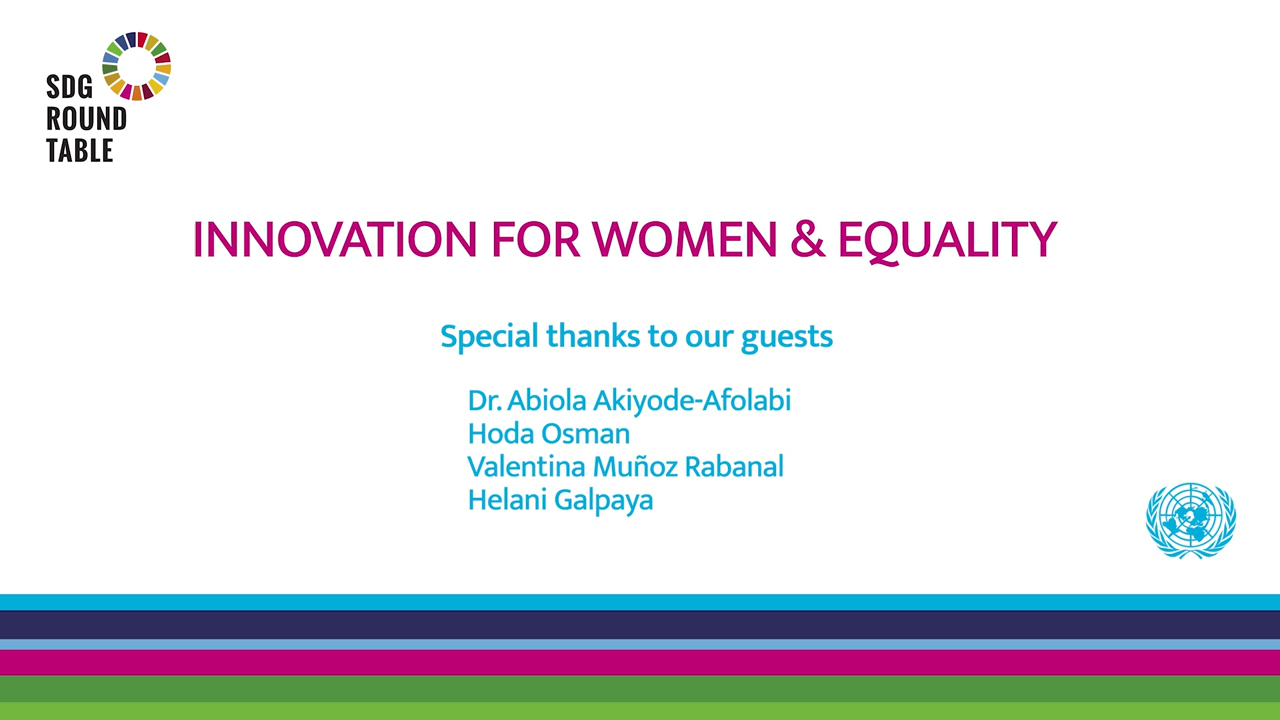 SDG
ROUND
TABLE
INNOVATION FOR WOMEN & EQUALITY
Special thanks to our guests
Dr. Abiola Akiyode-Afolabi
Hoda Osman
Valentina Muñoz Rabanal
Helani Galpaya